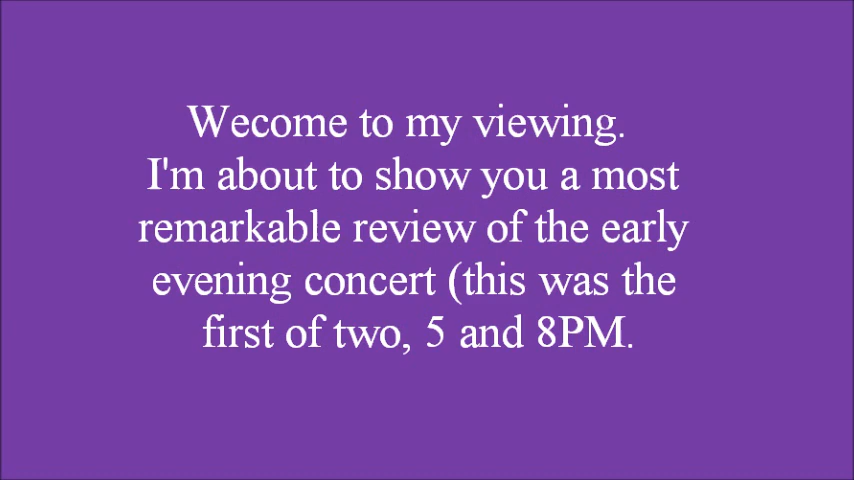 Wecome to my viewing.
I'm about to show you a most
remarkable review of the early
evening concert (this was the
first of two, 5 and 8PM.